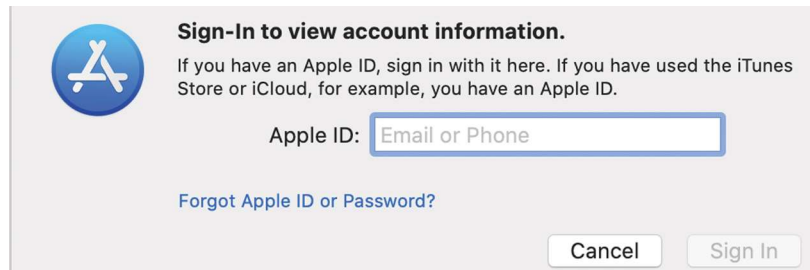 Sign-In to view account information.
If you have an Apple ID, sign in with it here. If you have used the iTunes
Store or iCloud, for example, you have an Apple ID.
Apple ID: Email or Phone
Forgot Apple ID or Password?
Cancel Sign In